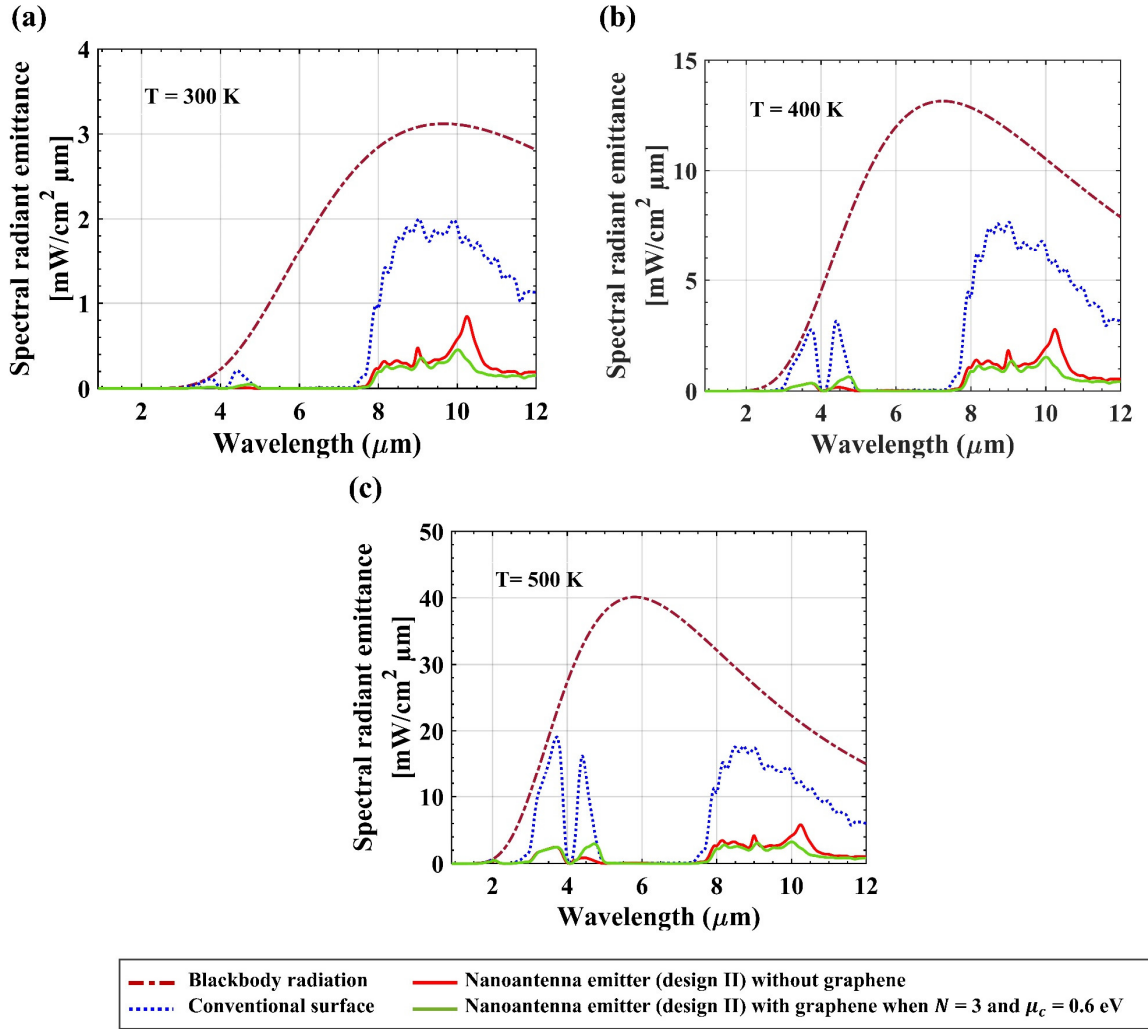 (a)
Spectral radiant emittance
[mW/cm² μm]
4
3
2
1
0
T = 300 K
2 4 6 8 10 12
Wavelength (μm)
(b)
Spectral radiant emittance
[mW/cm² μm]
15
10
5
0
T = 400 K
2 4 6 8 10 12
Wavelength (μm)
(c)
Spectral radiant emittance
[mW/cm² μm]
50
40
30
20
10
0
T= 500 K
2 4 6 8 10 12
Wavelength (μm)
Blackbody radiation
Conventional surface
Nanoantenna emitter (design II) without graphene
Nanoantenna emitter (design II) with graphene when N = 3 and μc = 0.6 eV